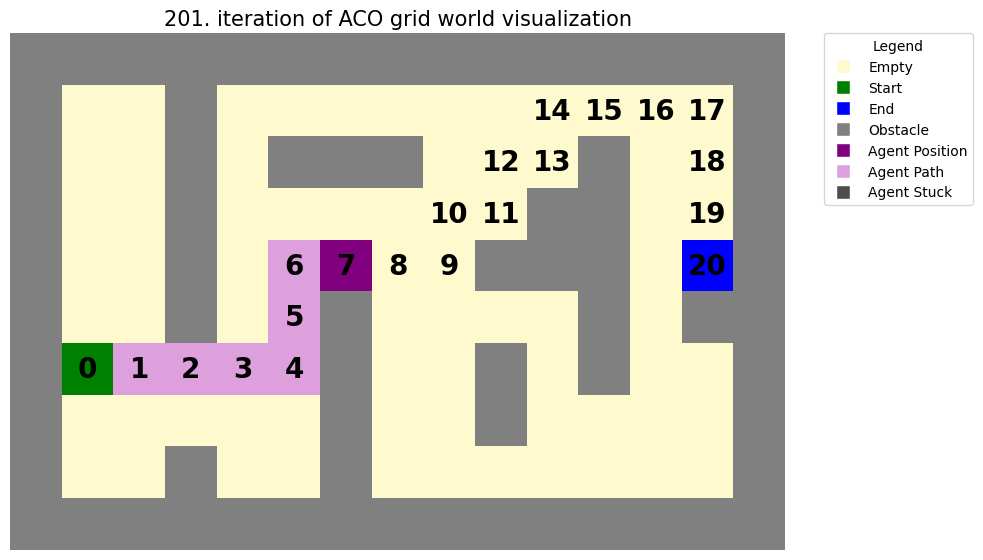 201. iteration of ACO grid world visualization
14 15 16 17
12 13 18
10 11 19
6 7 8 9 20
5
0 1 2 3 4
Legend
Empty
Start
End
Obstacle
Agent Position
Agent Path
Agent Stuck